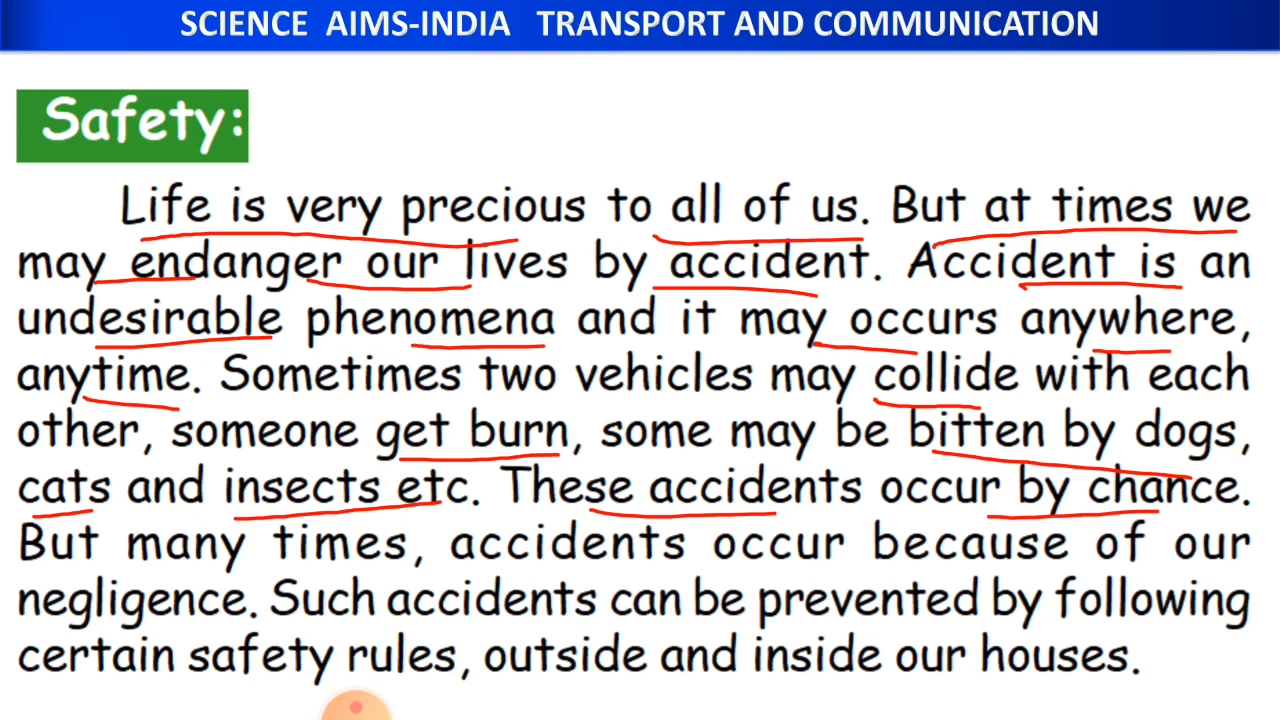 SCIENCE AIMS-INDIA TRANSPORT AND COMMUNICATION
Safety:
Life is very precious to all of us. But at times we
may endanger our lives by accident. Accident is an
undesirable phenomena and it may occurs anywhere,
anytime. Sometimes two vehicles may collide with each
other, someone get burn, some may be bitten by dogs,
cats and insects etc. These accidents occur by chance.
But many times, accidents occur because of our
negligence. Such accidents can be prevented by following
certain safety rules, outside and inside our houses.